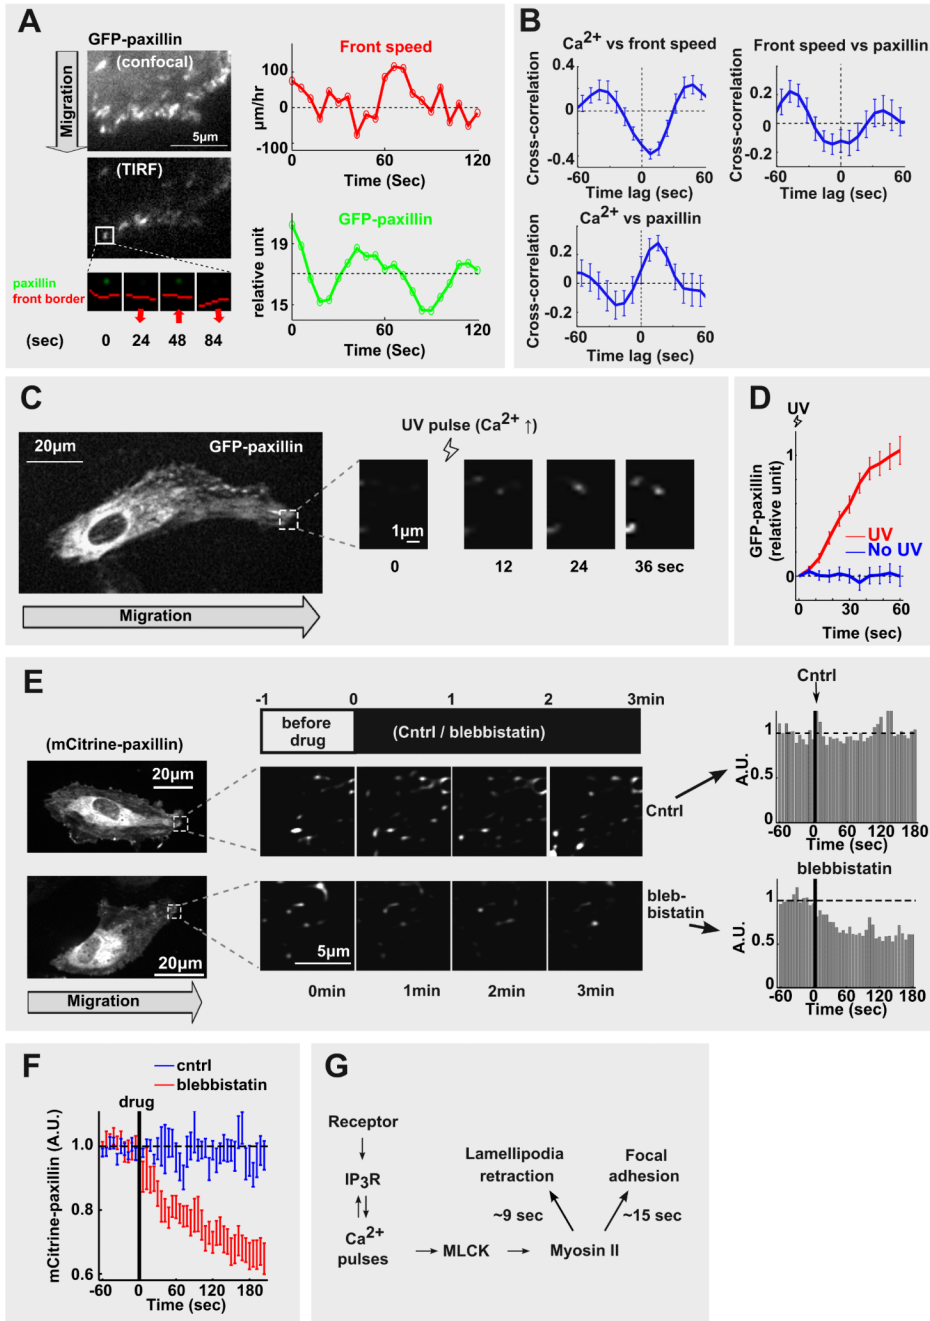 A
GFP-paxillin
(confocal)
Migration
5µm
(TIRF)
paxillin
front border
(sec)
0
24
48
84
Front speed
µm/hr
100
0
-100
0
60
120
Time (Sec)
GFP-paxillin
relative unit
19
15
0
60
120
Time (Sec)
B
Ca2+ vs front speed
Cross-correlation
0.4
0
-0.4
-60
0
60
Time lag (sec)
Front speed vs paxillin
Cross-correlation
0.2
0
-0.2
-60
0
60
Time lag (sec)
Ca2+ vs paxillin
Cross-correlation
0.2
0
-0.2
-60
0
60
Time lag (sec)
C
20µm
GFP-paxillin
Migration
UV pulse (Ca2+ ↑)
1µm
0
12
24
36 sec
D
UV
GFP-paxillin
(relative unit)
1
0
UV
No UV
0
30
60
Time (sec)
E
(mCitrine-paxillin)
20µm
20µm
Migration
-1
0
1
2
3min
before
drug
(Cntrl / blebbistatin)
Cntrl
bleb-
bistatin
5µm
0min
1min
2min
3min
Cntrl
A.U.
1
0.5
0
-60
0
60
120
180
Time (sec)
blebbistatin
A.U.
1
0.5
0
-60
0
60
120
180
Time (sec)
F
cntrl
blebbistatin
drug
mCitrine-paxillin (A.U.)
1.0
0.8
0.6
-60
0
60
120
180
Time (sec)
G
Receptor
IP3R
Ca2+
pulses
MLCK
Myosin II
Lamellipodia
retraction
~9 sec
Focal
adhesion
~15 sec